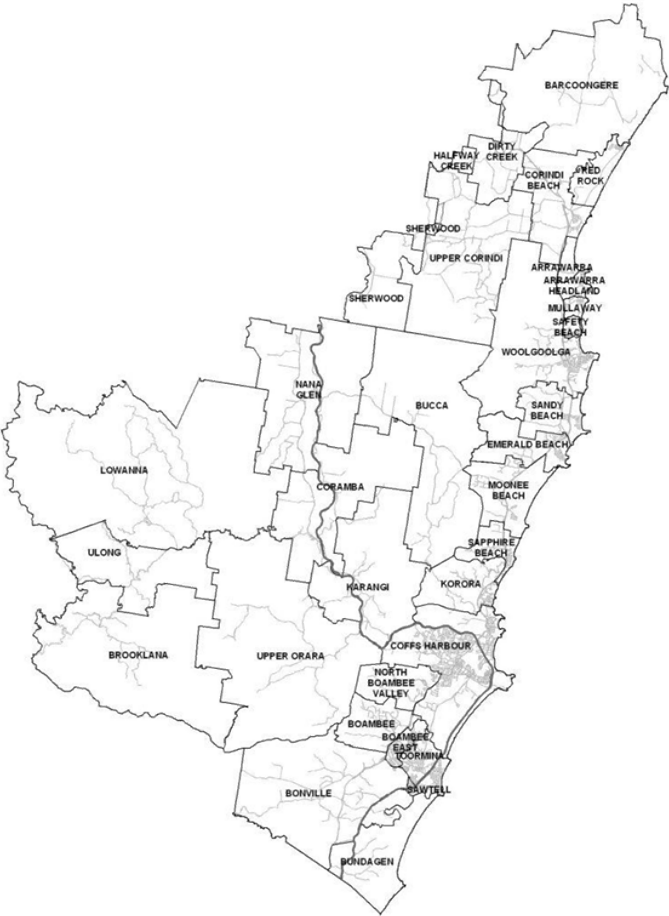 BARCOONGERE
DIRTY
CREEK
HALFWAY
CREEK
RED
ROCK
CORINDI
BEACH
SHERWOOD
UPPER CORINDI
ARRAWARRA
ARRAWARRA
HEADLAND
SHERWOOD
MULLAWAY
SAFETY
BEACH
WOOLGOOLGA
NANA
GLEN
BUCCA
SANDY
BEACH
EMERALD BEACH
LOWANNA
CORAMBA
MOONEE
BEACH
ULONG
SAPPHIRE
BEACH
KARANGI
KORORA
BROOKLANA
UPPER ORARA
COFFS HARBOUR
NORTH
BOAMBEE
VALLEY
BOAMBEE
BOAMBEE
EAST
TOORMINA
BONVILLE
SAWTELL
BUNDAGEN